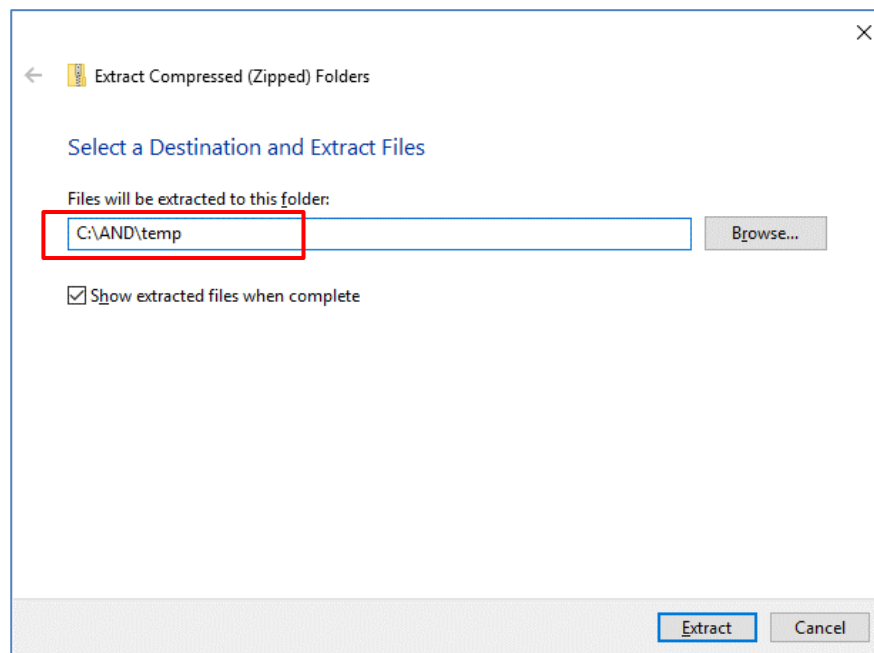 Extract Compressed (Zipped) Folders
Select a Destination and Extract Files
Files will be extracted to this folder:
C:\AND\temp
Browse...
Show extracted files when complete
Extract
Cancel